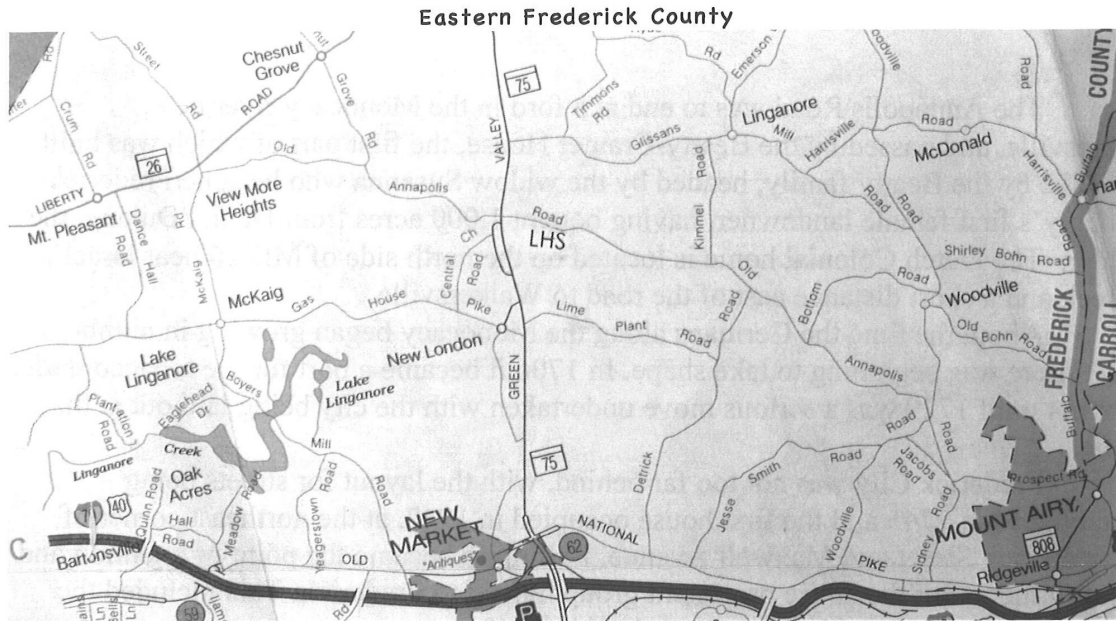 Eastern Frederick County
Chesnut
Grove
Street
Rd
Crum
Rd
ROAD
Grove
Rd
26
LIBERTY
Mt. Pleasant
View More
Heights
Old
Annapolis
Road
75
VALLEY
Rd
Emerson
Timmons
Glissans
Linganore
Mill
Kimmel
Road
Harrisville
Road
McDonald
Road
Harrisville
Road
Buffalo
COUNTY
Dance
Hall
Road
McKaig
Rd
McKaig
Gas
House
Pike
Central
Ch
Road
LHS
New London
GREEN
Lime
Plant
Road
Old
Road
Bottom
Road
Shirley Bohn Road
Woodville
Old
Bohn
Road
Annapolis
Road
FREDERICK
CARROLL
Buffalo
Lake
Linganore
Boyers
Eaglehead
Dr
Lake
Linganore
Plantation
Road
Mill
Road
Linganore
Creek
Oak
Acres
40
Bartonsville
Quinn
Road
Hall
Road
Meadow
Road
Hagerstown
Road
OLD
NATIONAL
PIKE
NEW
MARKET
"Antiques"
75
62
Detrick
Road
Jesse
Smith
Road
Woodville
Road
Jacobs
Road
Sidney
Road
Prospect Rd
MOUNT AIRY
808
Ridgeville
59
Rd
P